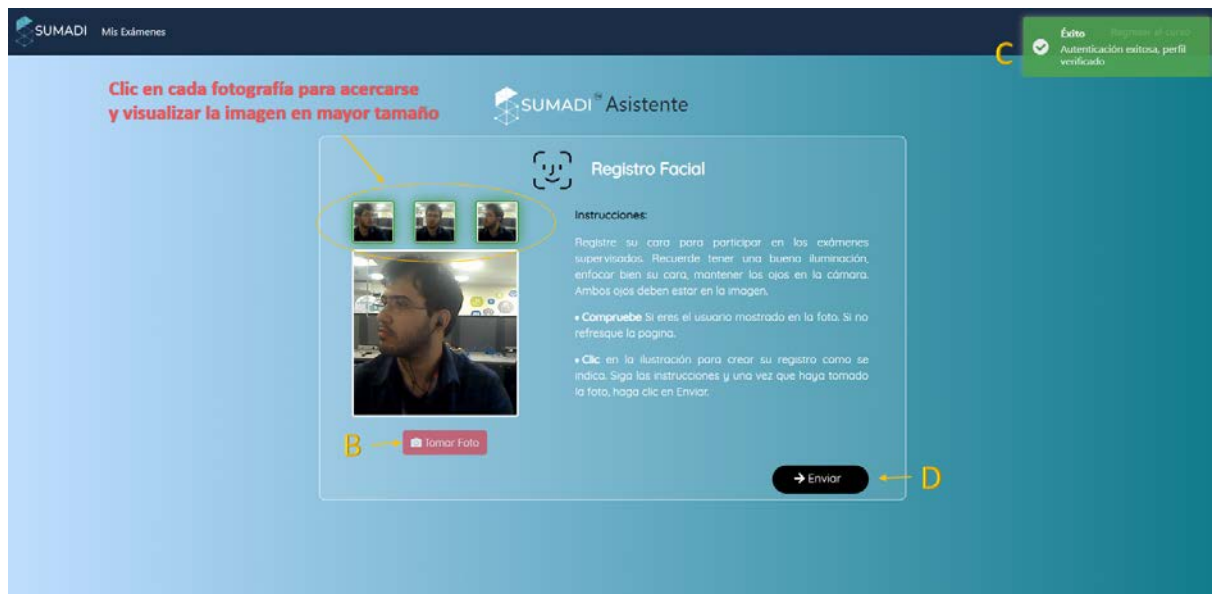 SUMADI Mis Exámenes
Éxito Regresar al curso
C
Autenticación exitosa, perfil
verificado
Clic en cada fotografía para acercarse
y visualizar la imagen en mayor tamaño
SUMADI™ Asistente
Registro Facial
Instrucciones:
Registre su cara para participar en los exámenes
supervisados. Recuerde tener una buena iluminación,
enfocar bien su cara, mantener los ojos en la cámara.
Ambos ojos deben estar en la imagen.
• Compruebe Si eres el usuario mostrado en la foto. Si no
refresque la pagina.
• Clic en la ilustración para crear su registro como se
indica. Siga las instrucciones y una vez que haya tomado
la foto, haga clic en Enviar.
B Tomar Foto
Enviar D